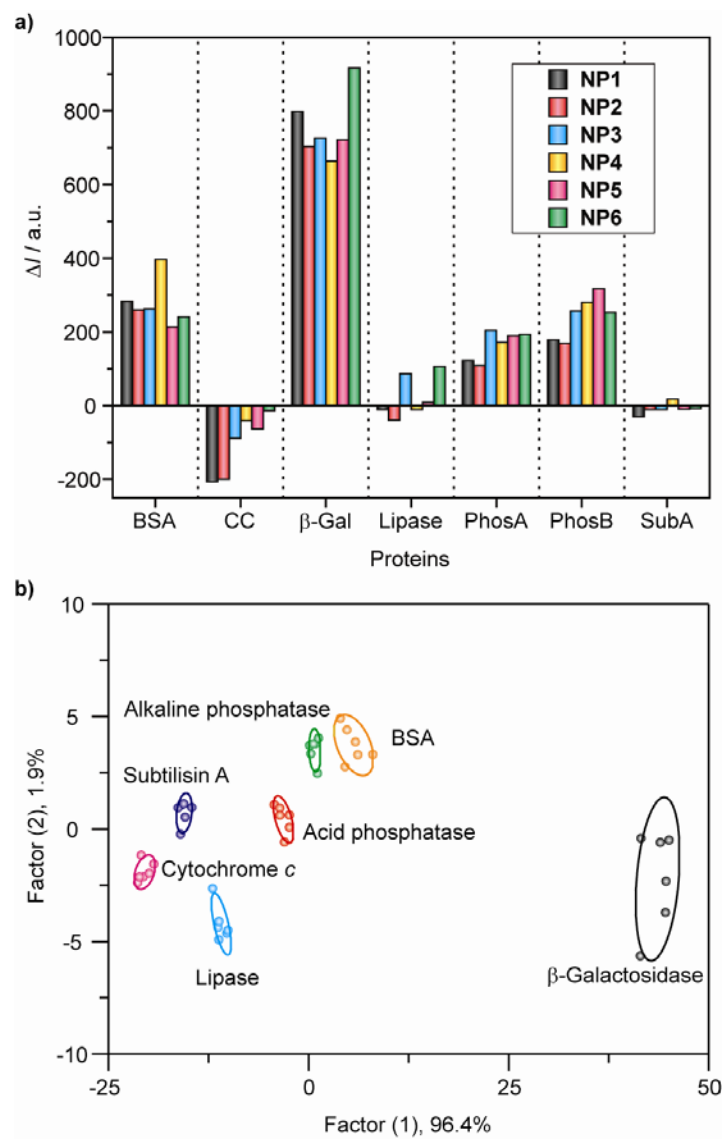 a)
1000
800
600
400
200
0
-200
ΔI / a.u.
NP1
NP2
NP3
NP4
NP5
NP6
BSA CC β-Gal Lipase PhosA PhosB SubA
Proteins
b)
10
5
0
-5
-10
Factor (2), 1.9%
Alkaline phosphatase
BSA
Subtilisin A
Acid phosphatase
Cytochrome c
Lipase
β-Galactosidase
-25 0 25 50
Factor (1), 96.4%